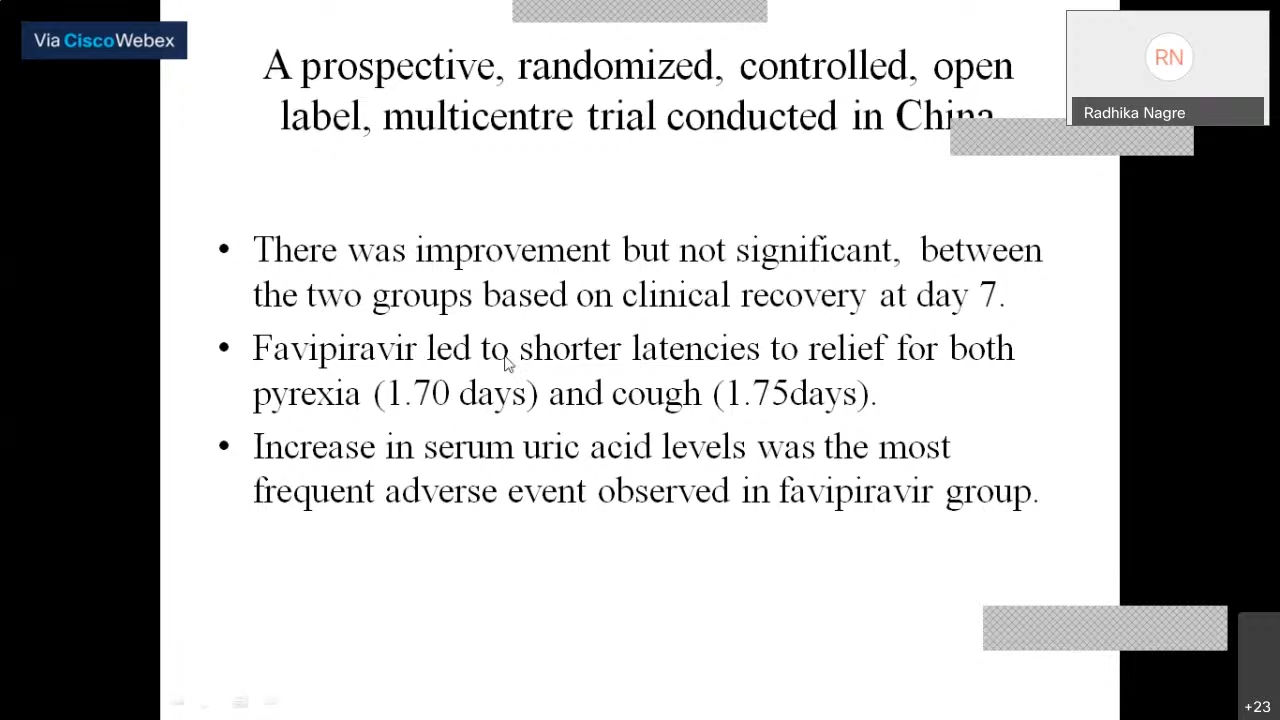 Via CiscoWebex
RN
Radhika Nagre
A prospective, randomized, controlled, open
label, multicentre trial conducted in China
• There was improvement but not significant, between
the two groups based on clinical recovery at day 7.
• Favipiravir led to shorter latencies to relief for both
pyrexia (1.70 days) and cough (1.75days).
• Increase in serum uric acid levels was the most
frequent adverse event observed in favipiravir group.
+23